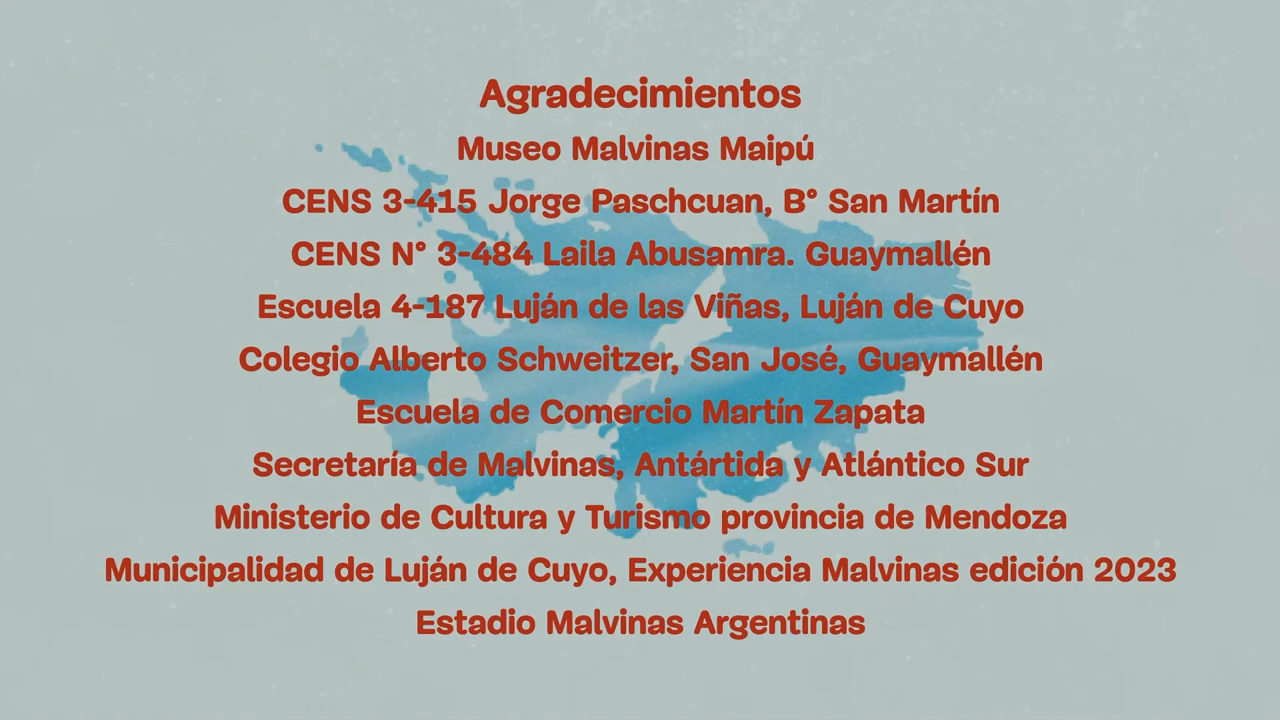 Agradecimientos
Museo Malvinas Maipú
CENS 3-415 Jorge Paschcuan, B° San Martín
CENS N° 3-484 Laila Abusamra. Guaymallén
Escuela 4-187 Luján de las Viñas, Luján de Cuyo
Colegio Alberto Schweitzer, San José, Guaymallén
Escuela de Comercio Martín Zapata
Secretaría de Malvinas, Antártida y Atlántico Sur
Ministerio de Cultura y Turismo provincia de Mendoza
Municipalidad de Luján de Cuyo, Experiencia Malvinas edición 2023
Estadio Malvinas Argentinas